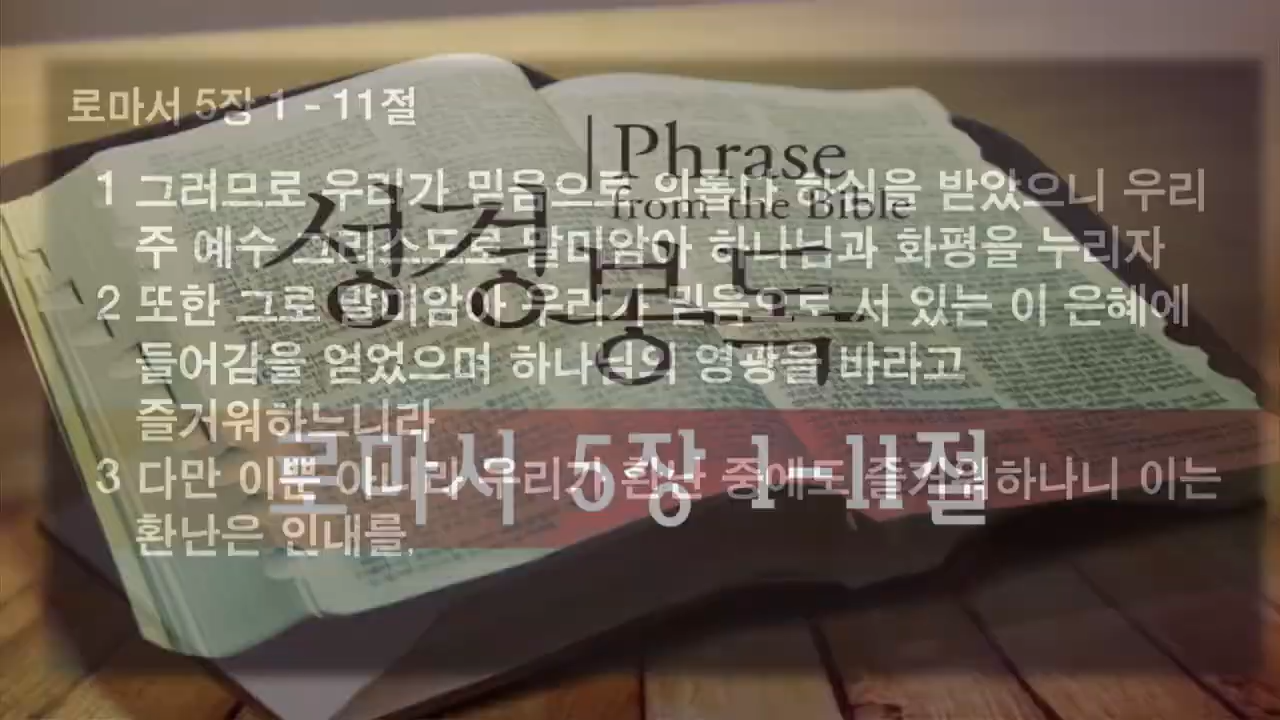 로마서 5장 1 - 11절
Phrase
from the Bible
성경봉독
1 그러므로 우리가 믿음으로 의롭다 하심을 받았으니 우리
주 예수 그리스도로 말미암아 하나님과 화평을 누리자
2 또한 그로 말미암아 우리가 믿음으로 서 있는 이 은혜에
들어감을 얻었으며 하나님의 영광을 바라고
즐거워하느니라
로마서 5장 1-11절
3 다만 이뿐 아니라 우리가 환난 중에도 즐거워하나니 이는
환난은 인내를,